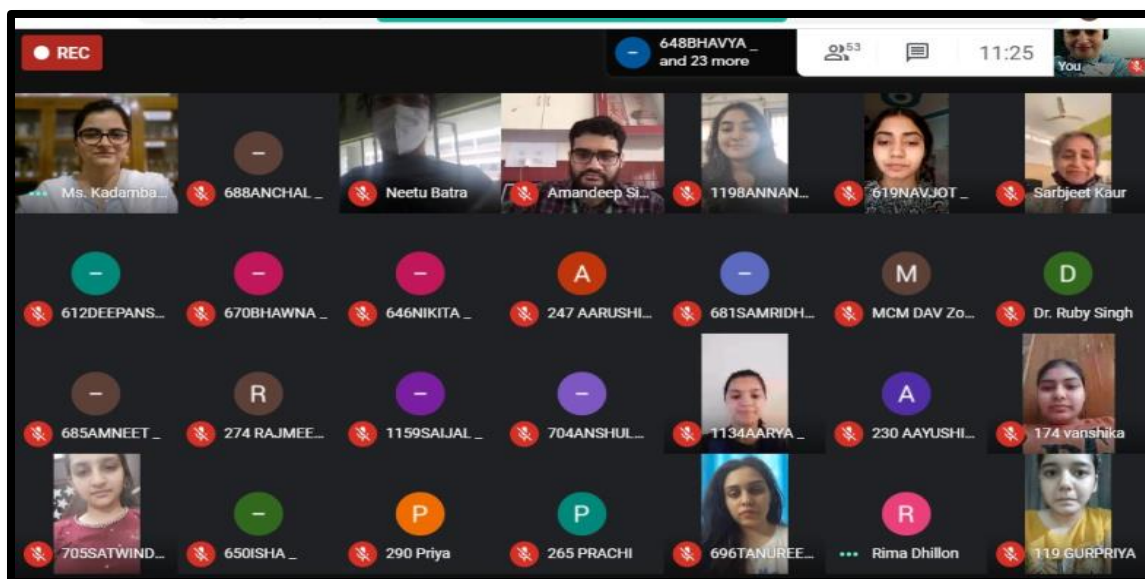 REC
648BHAVYA _
and 23 more
53
11:25
You
Ms. Kadamba...
688ANCHAL _
Neetu Batra
Amandeep Si...
1198ANNAN...
619NAVJOT _
Sarbjeet Kaur
612DEEPANS...
670BHAWNA _
646NIKITA _
A
247 AARUSHI...
681SAMRIDH...
M
MCM DAV Zo...
D
Dr. Ruby Singh
685AMNEET _
R
274 RAJMEE...
1159SAIJAL _
704ANSHUL...
1134AARYA _
A
230 AAYUSHI...
174 vanshika
705SATWIND...
650ISHA _
P
290 Priya
P
265 PRACHI
696TANUREE...
R
Rima Dhillon
119 GURPRIYA